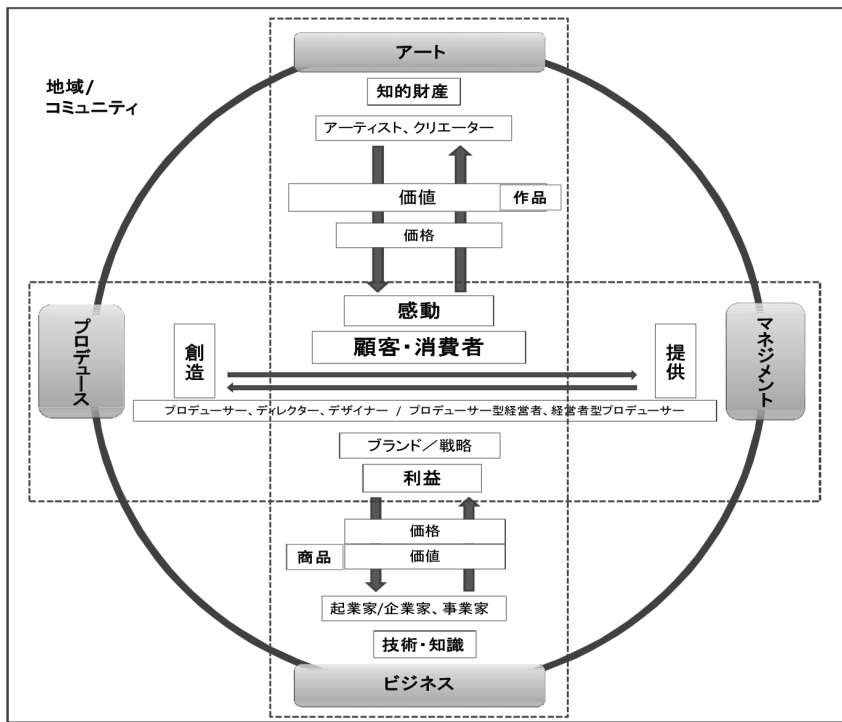 アート
地域/
コミュニティ
知的財産
アーティスト、クリエーター
価値
作品
価格
感動
顧客・消費者
プロデュース
創造
提供
マネジメント
プロデューサー、ディレクター、デザイナー / プロデューサー型経営者、経営者型プロデューサー
ブランド／戦略
利益
価格
商品
価値
起業家/企業家、事業家
技術・知識
ビジネス